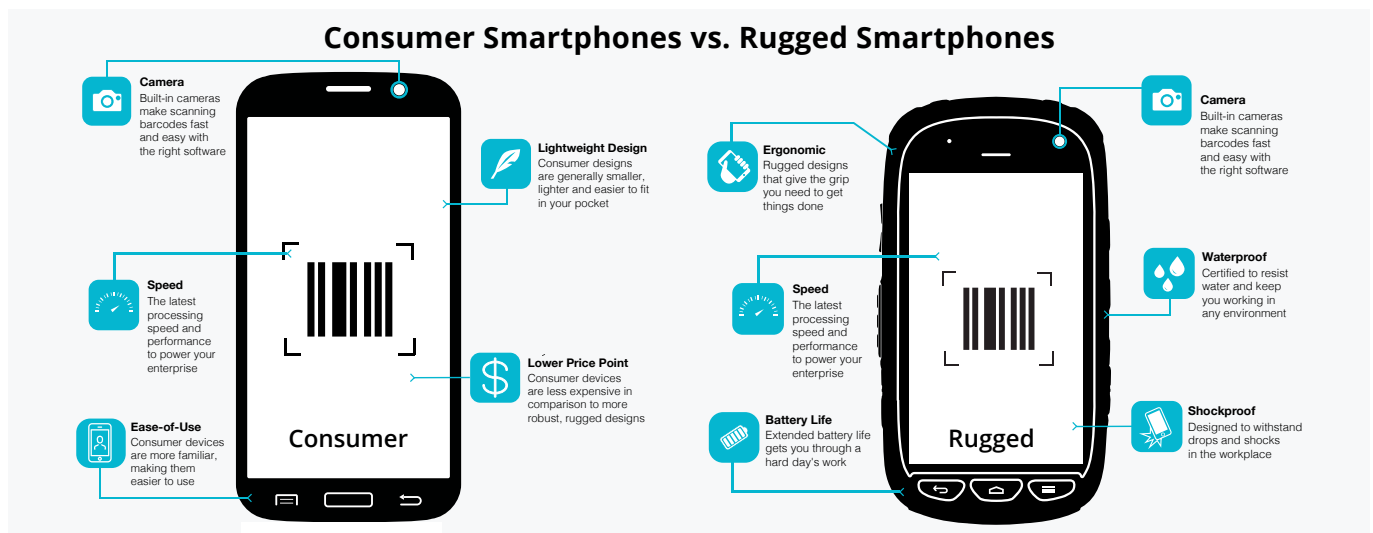 Consumer Smartphones vs. Rugged Smartphones
Camera
Built-in cameras
make scanning
barcodes fast
and easy with
the right software
Speed
The latest
processing
speed and
performance
to power your
enterprise
Ease-of-Use
Consumer devices
are more familiar,
making them
easier to use
Consumer
Lightweight Design
Consumer designs
are generally smaller,
lighter and easier to fit
in your pocket
Lower Price Point
Consumer devices
are less expensive in
comparison to more
robust, rugged designs
Ergonomic
Rugged designs
that give the grip
you need to get
things done
Speed
The latest
processing
speed and
performance
to power your
enterprise
Battery Life
Extended battery life
gets you through a
hard day's work
Rugged
Camera
Built-in cameras
make scanning
barcodes fast
and easy with
the right software
Waterproof
Certified to resist
water and keep
you working in
any environment
Shockproof
Designed to withstand
drops and shocks
in the workplace